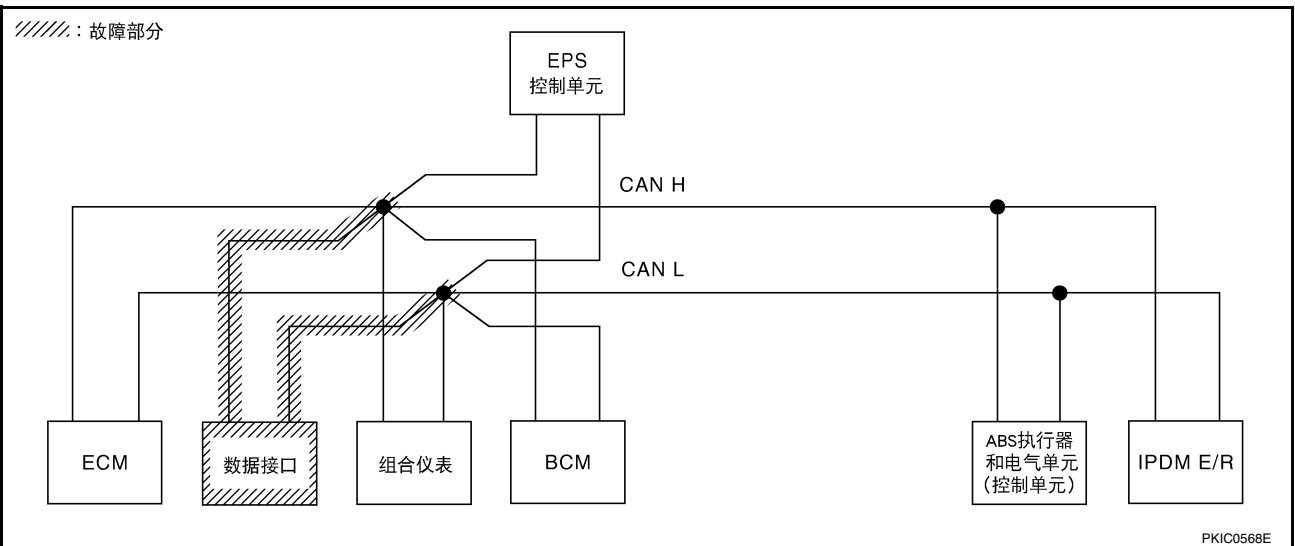 ：故障部分
EPS
控制单元
CAN H
CAN L
ECM
数据接口
组合仪表
BCM
ABS执行器
和电气单元
（控制单元）
IPDM E/R
PKIC0568E